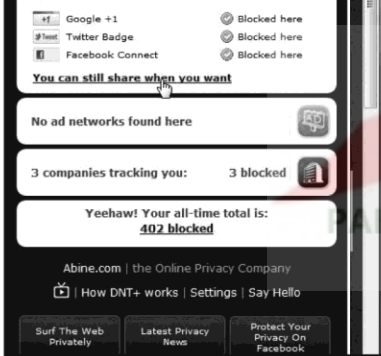 +1 Google +1 Blocked here
Tweet Twitter Badge Blocked here
Facebook Connect Blocked here
You can still share when you want
No ad networks found here
AD
3 companies tracking you: 3 blocked
Yeehaw! Your all-time total is:
402 blocked
Abine.com | the Online Privacy Company
| How DNT+ works | Settings | Say Hello
Surf The Web
Privately
Latest Privacy
News
Protect Your
Privacy On
Facebook